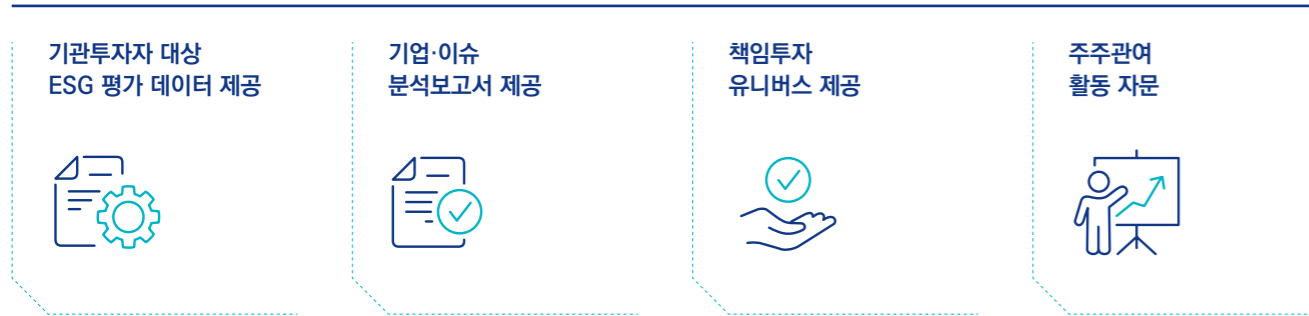 기관투자자 대상
ESG 평가 데이터 제공
기업·이슈
분석보고서 제공
책임투자
유니버스 제공
주주관여
활동 자문